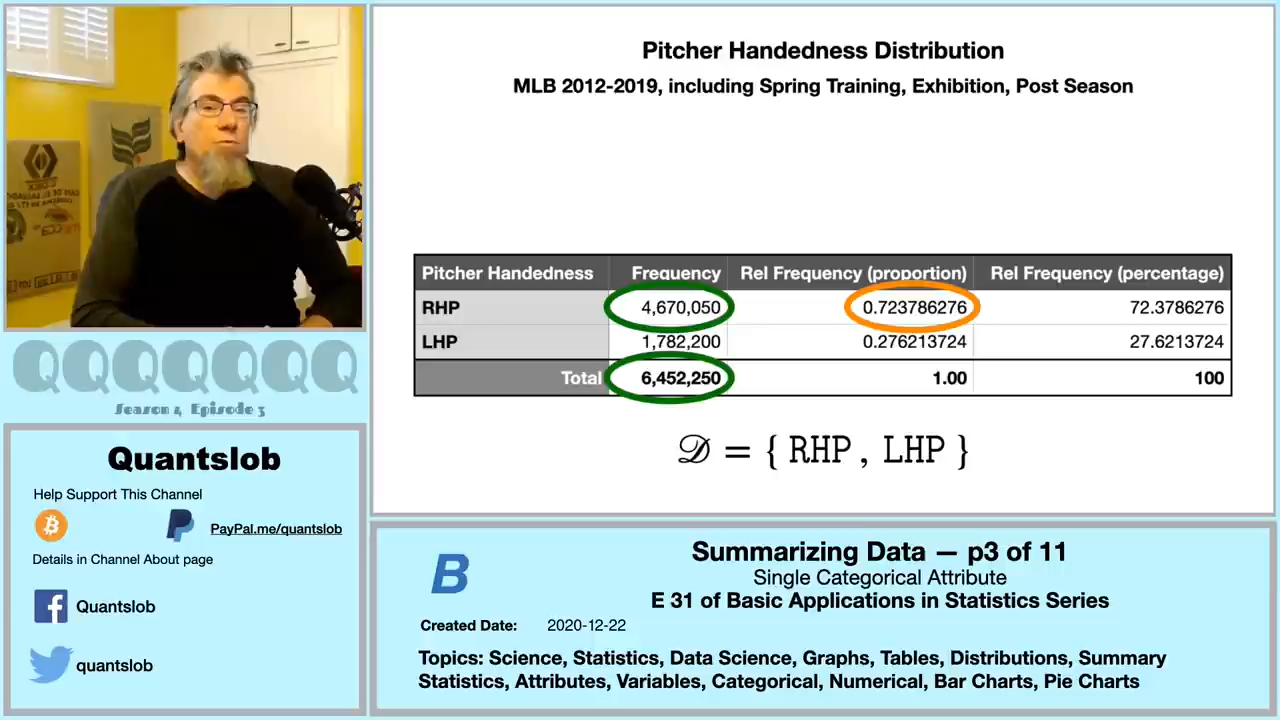 Pitcher Handedness Distribution
MLB 2012-2019, including Spring Training, Exhibition, Post Season
Pitcher Handedness Frequency Rel Frequency (proportion) Rel Frequency (percentage)
RHP 4,670,050 0.723786276 72.3786276
LHP 1,782,200 0.276213724 27.6213724
Total 6,452,250 1.00 100
𝒟 = { RHP , LHP }
QQQQQQQ
Season 4 Episode 3
Quantslob
Help Support This Channel
PayPal.me/quantslob
Details in Channel About page
Quantslob
quantslob
B
Summarizing Data — p3 of 11
Single Categorical Attribute
E 31 of Basic Applications in Statistics Series
Created Date: 2020-12-22
Topics: Science, Statistics, Data Science, Graphs, Tables, Distributions, Summary
Statistics, Attributes, Variables, Categorical, Numerical, Bar Charts, Pie Charts